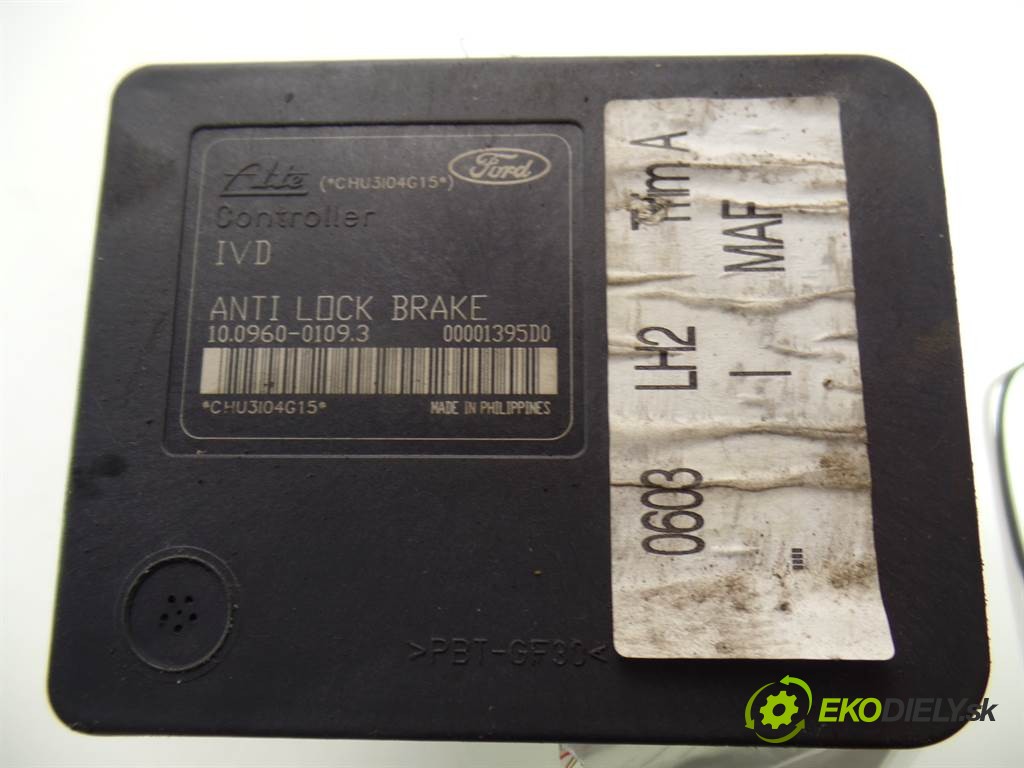 Ate (*CHU3I04G15*) Ford
Controller
IVD
ANTI LOCK BRAKE
10.0960-0109.3 00001395D0
*CHU3I04G15* MADE IN PHILIPPINES
>PBT-GF30<
0603 LH2 Trim A
I MAF
EKODIELY.sk